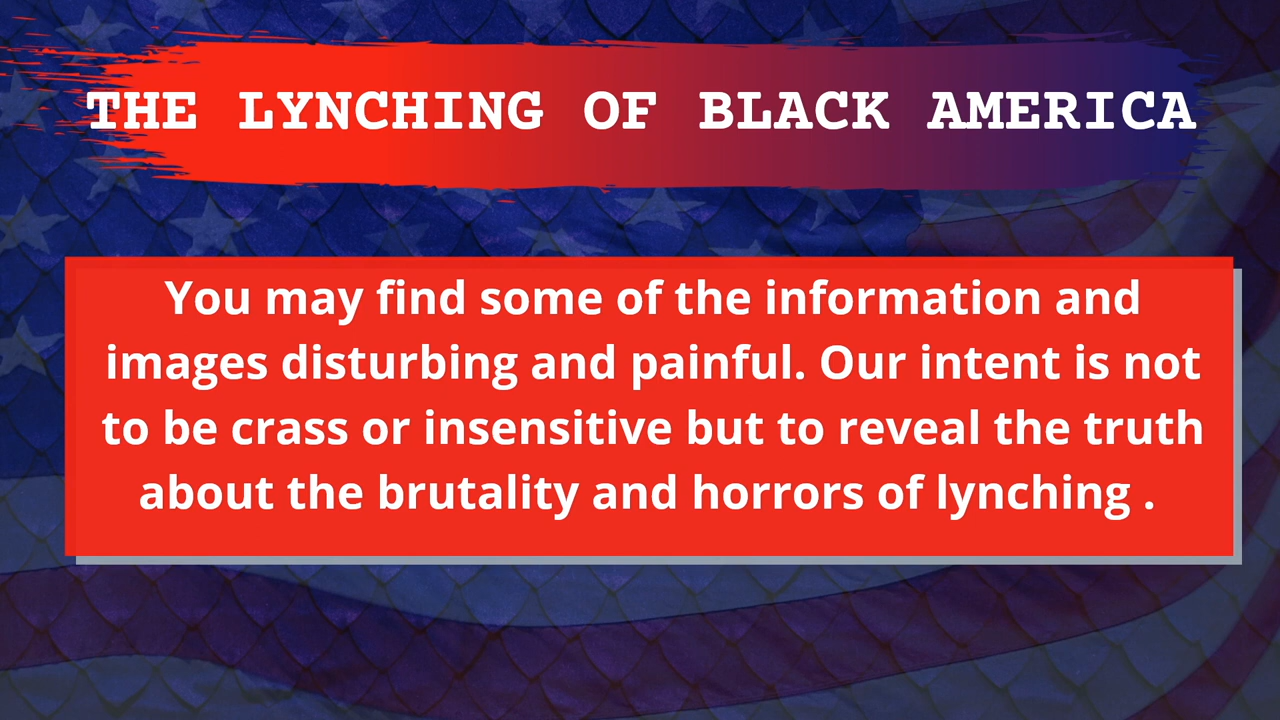 THE LYNCHING OF BLACK AMERICA
You may find some of the information and
images disturbing and painful. Our intent is not
to be crass or insensitive but to reveal the truth
about the brutality and horrors of lynching .